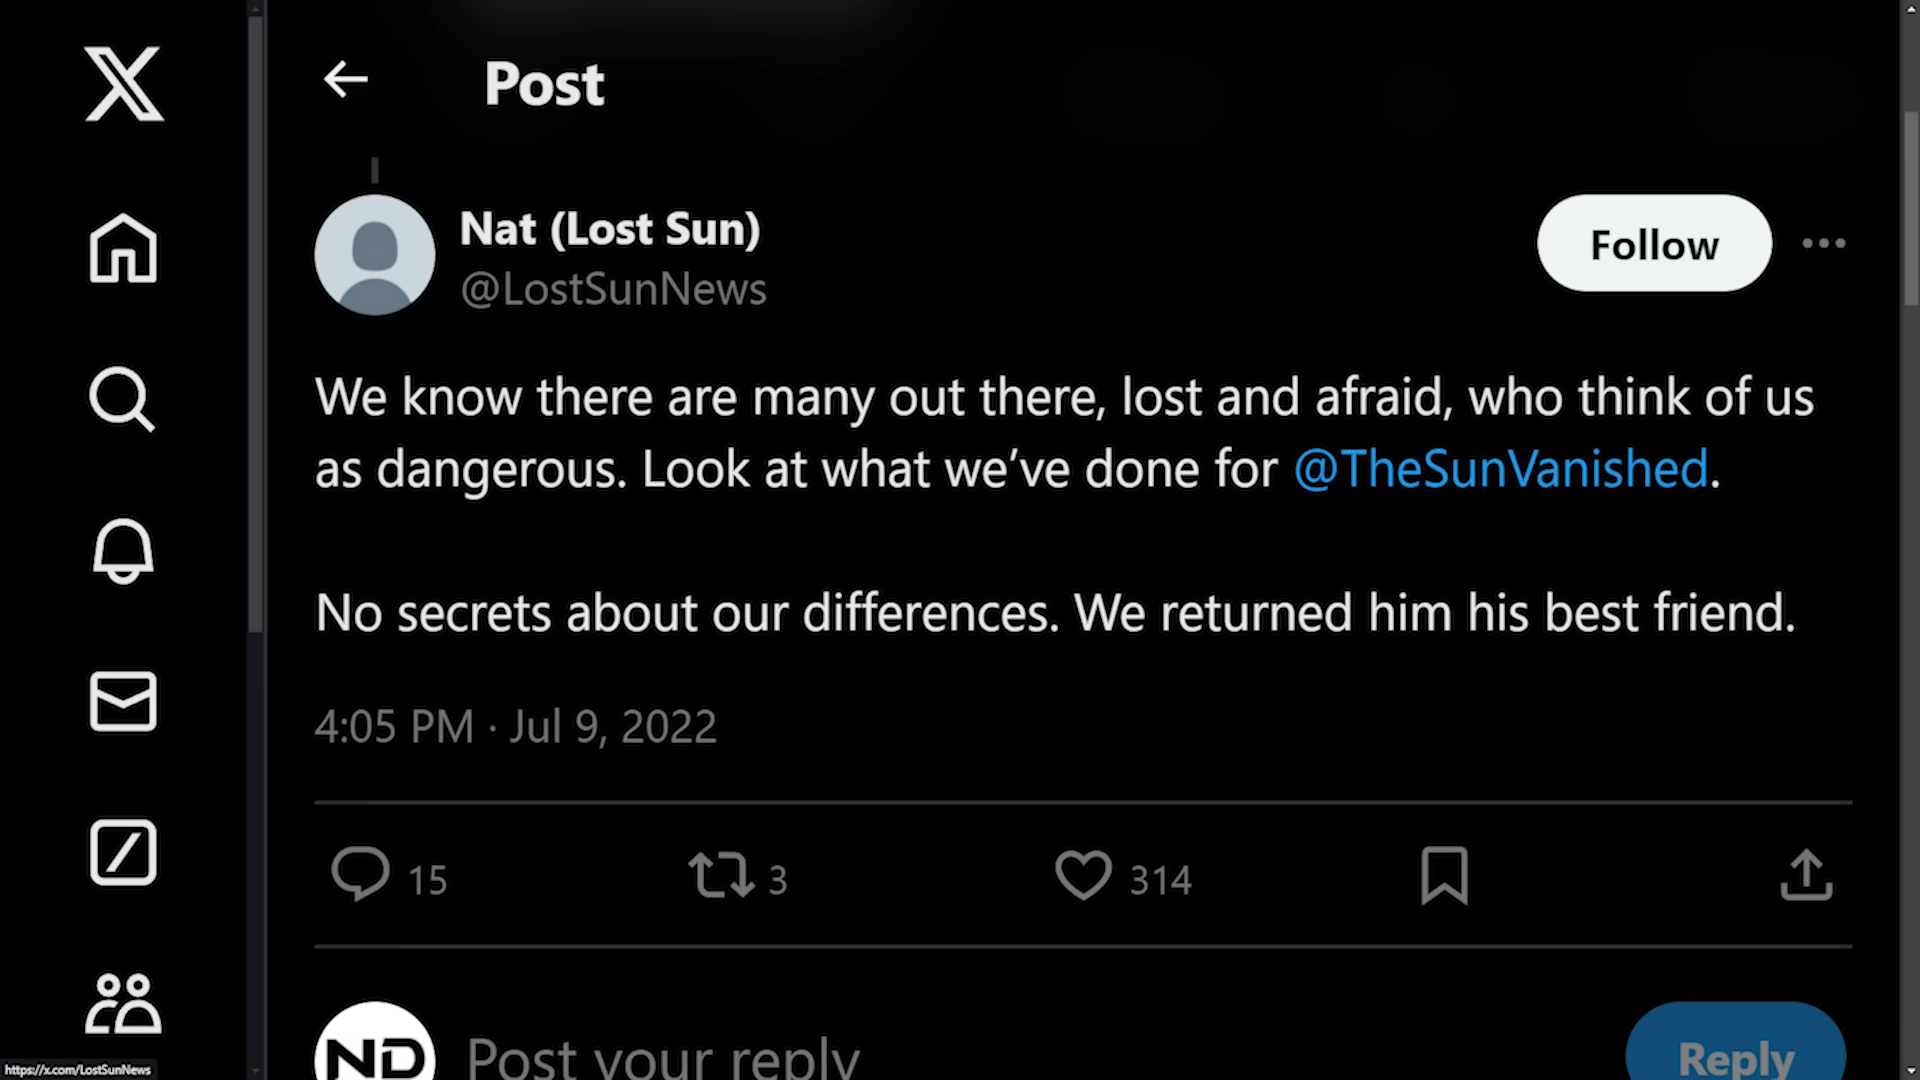 Post
Nat (Lost Sun)
@LostSunNews
Follow
We know there are many out there, lost and afraid, who think of us
as dangerous. Look at what we’ve done for @TheSunVanished.
No secrets about our differences. We returned him his best friend.
4:05 PM · Jul 9, 2022
15
3
314
ND
Post your reply
Reply
https://x.com/LostSunNews